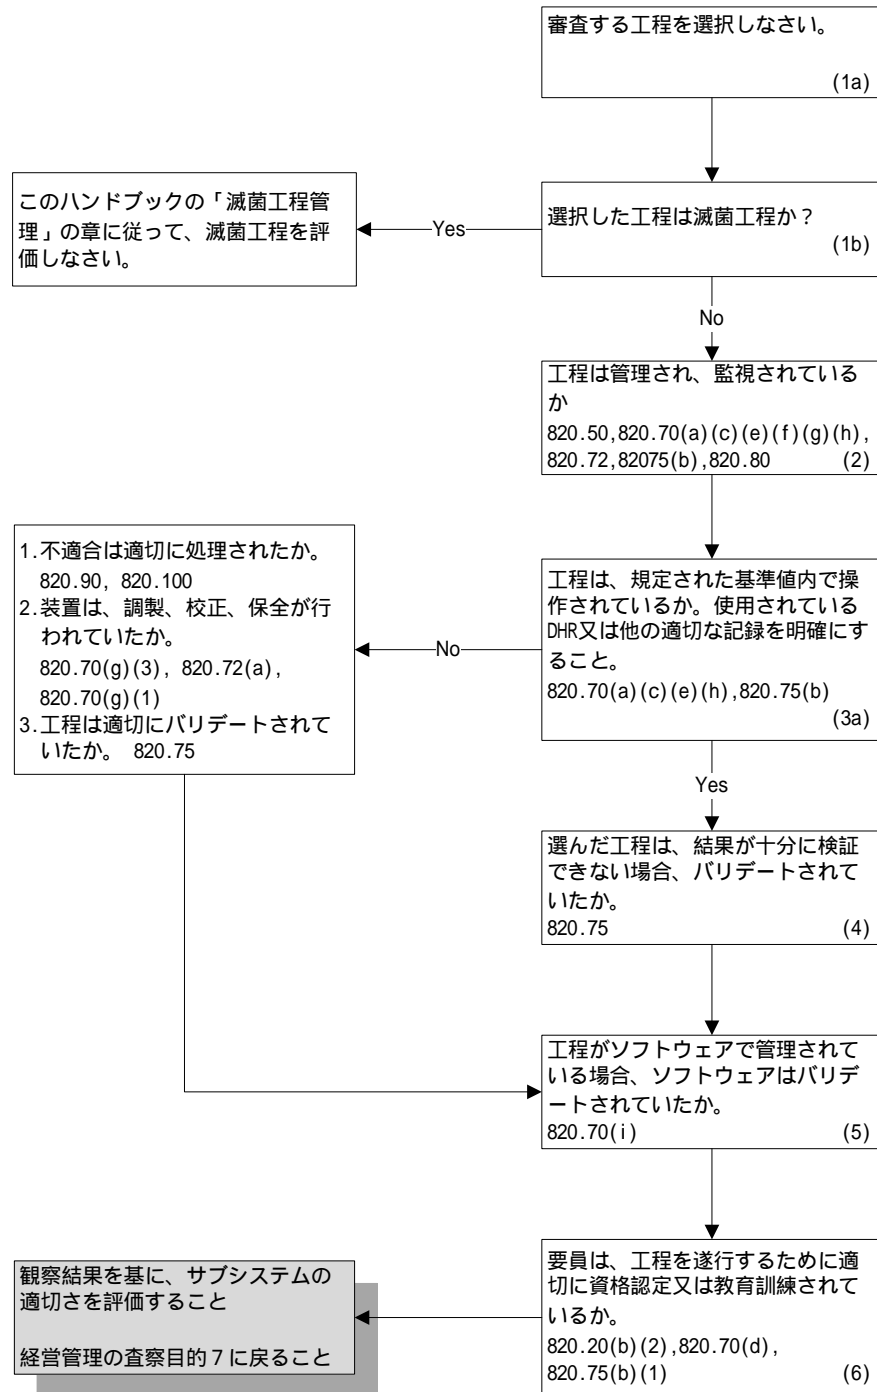 審査する工程を選択しなさい。
(1a)
このハンドブックの「滅菌工程管
理」の章に従って、滅菌工程を評
価しなさい。
Yes
選択した工程は滅菌工程か？
(1b)
No
工程は管理され、監視されている
か
820.50,820.70(a)(c)(e)(f)(g)(h),
820.72,82075(b),820.80 (2)
1.不適合は適切に処理されたか。
820.90, 820.100
2.装置は、調製、校正、保全が行
われていたか。
820.70(g)(3), 820.72(a),
820.70(g)(1)
3.工程は適切にバリデートされて
いたか。 820.75
No
工程は、規定された基準値内で操
作されているか。使用されている
DHR又は他の適切な記録を明確にす
ること。
820.70(a)(c)(e)(h),820.75(b)
(3a)
Yes
選んだ工程は、結果が十分に検証
できない場合、バリデートされて
いたか。
820.75 (4)
工程がソフトウェアで管理されて
いる場合、ソフトウェアはバリデ
ートされていたか。
820.70(i) (5)
要員は、工程を遂行するために適
切に資格認定又は教育訓練されて
いるか。
820.20(b)(2),820.70(d),
820.75(b)(1) (6)
観察結果を基に、サブシステムの
適切さを評価すること
経営管理の査察目的７に戻ること